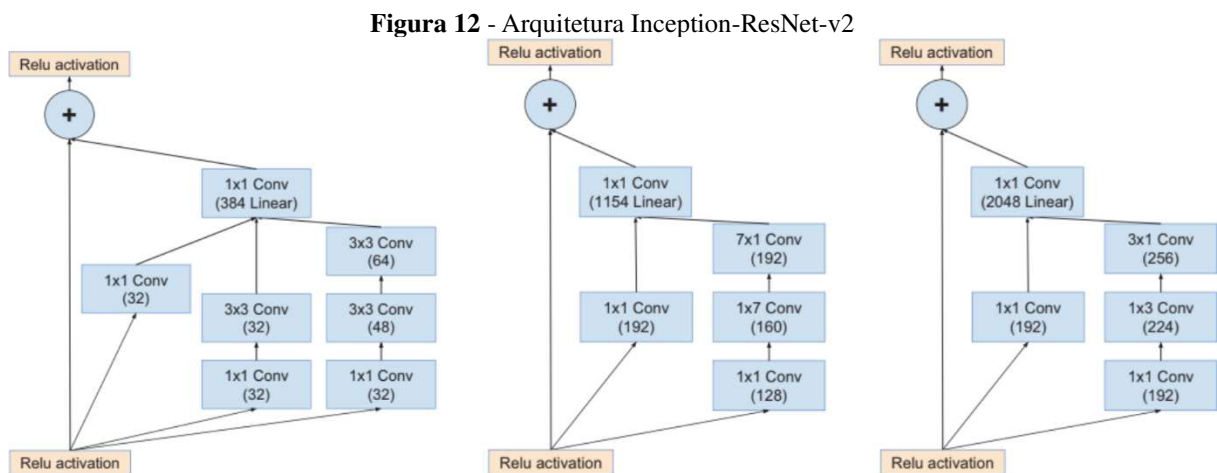 Figura 12 - Arquitetura Inception-ResNet-v2
Relu activation
+
1x1 Conv
(384 Linear)
3x3 Conv
(64)
1x1 Conv
(32)
3x3 Conv
(32)
3x3 Conv
(48)
1x1 Conv
(32)
1x1 Conv
(32)
Relu activation
Relu activation
+
1x1 Conv
(1154 Linear)
7x1 Conv
(192)
1x1 Conv
(192)
1x7 Conv
(160)
1x1 Conv
(128)
Relu activation
Relu activation
+
1x1 Conv
(2048 Linear)
3x1 Conv
(256)
1x1 Conv
(192)
1x3 Conv
(224)
1x1 Conv
(192)
Relu activation